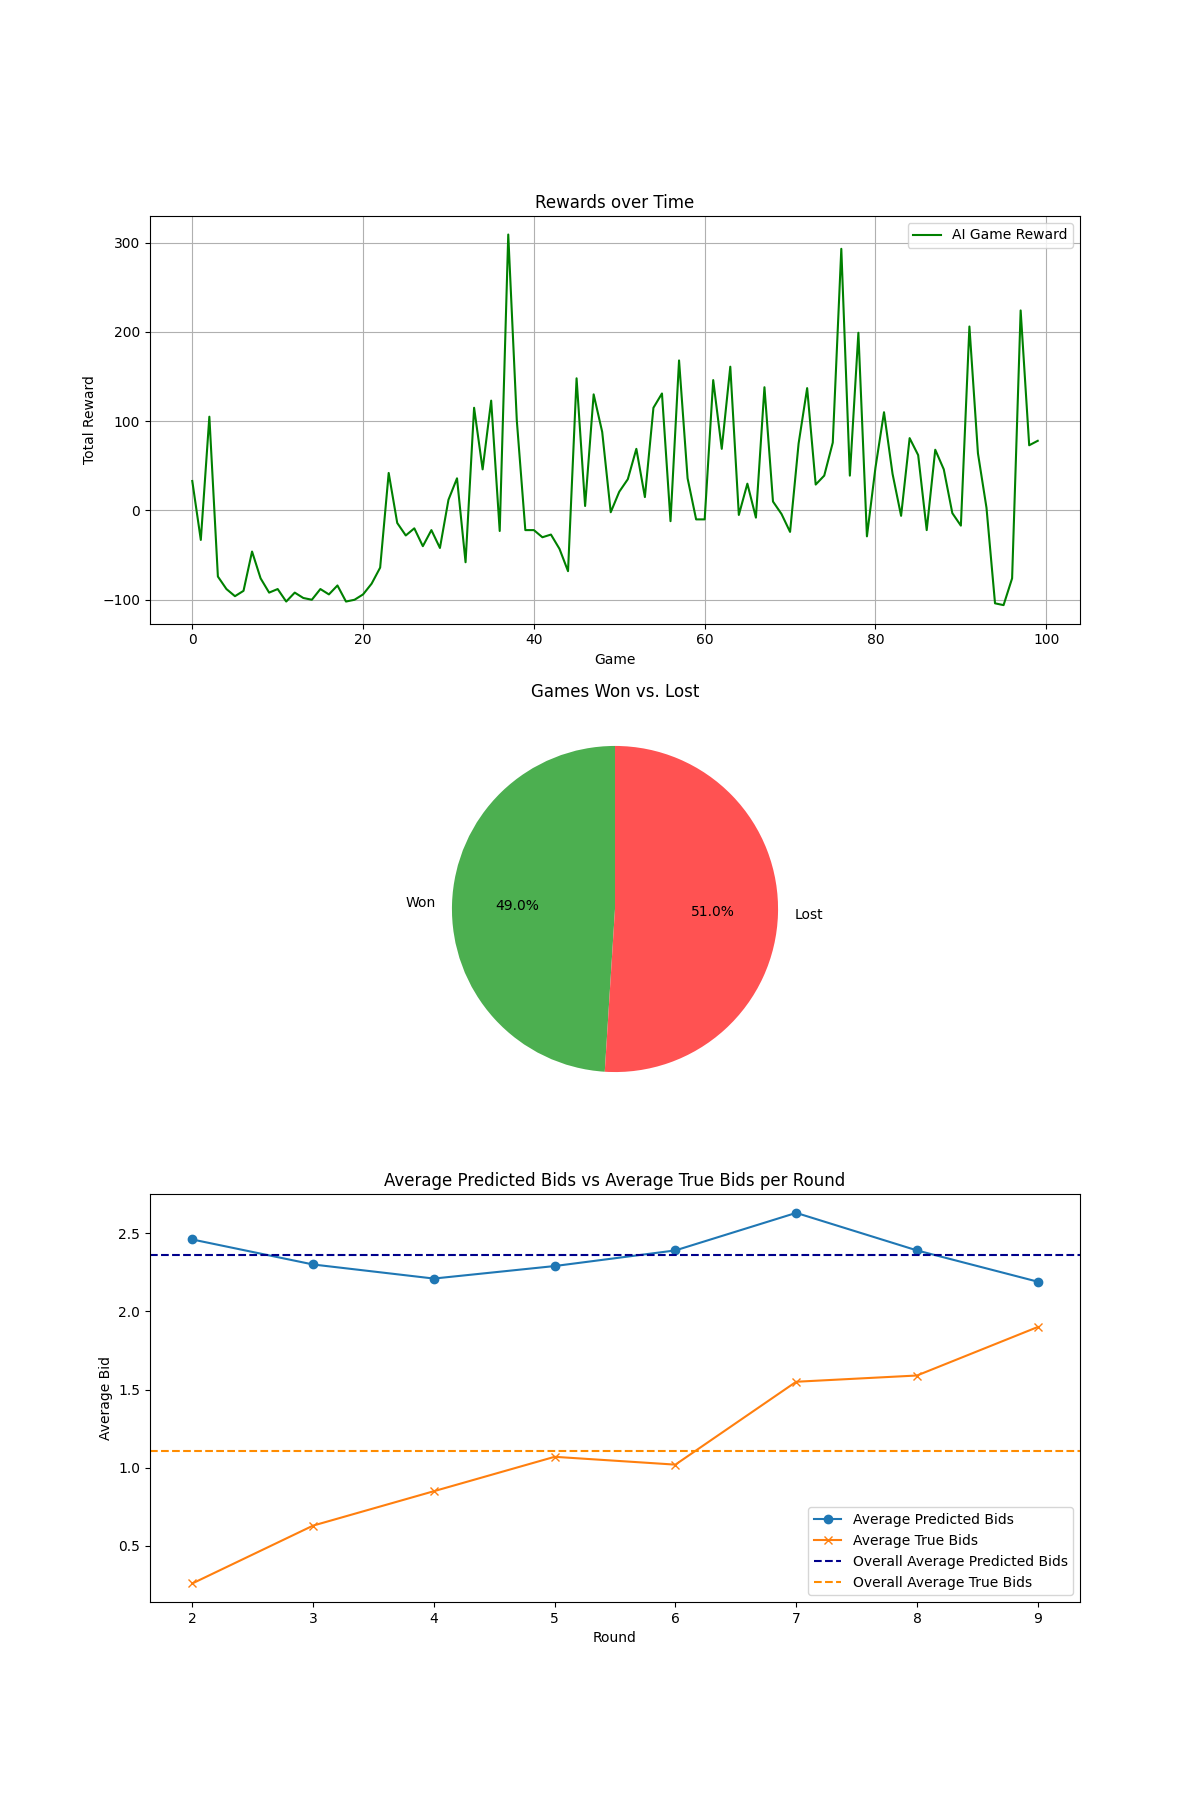 Rewards over Time
AI Game Reward
Total Reward
300
200
100
0
−100
0 20 40 60 80 100
Game
Games Won vs. Lost
Won
49.0%
51.0%
Lost
Average Predicted Bids vs Average True Bids per Round
Average Bid
2.5
2.0
1.5
1.0
0.5
Average Predicted Bids
Average True Bids
Overall Average Predicted Bids
Overall Average True Bids
2 3 4 5 6 7 8 9
Round